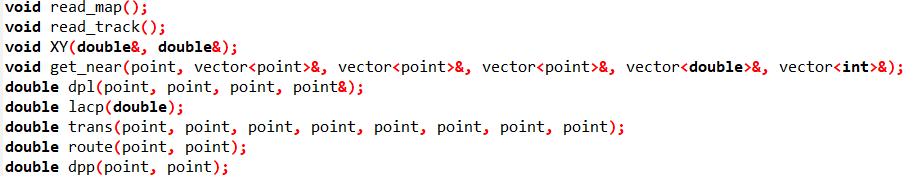 void read_map();
void read_track();
void XY(double&, double&);
void get_near(point, vector<point>&, vector<point>&, vector<point>&, vector<double>&, vector<int>&);
double dpl(point, point, point, point&);
double lacp(double);
double trans(point, point, point, point, point, point, point, point);
double route(point, point);
double dpp(point, point);